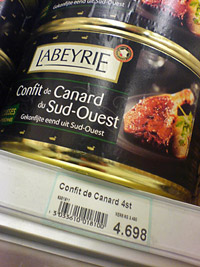 LABEYRIE
Confit de Canard
du Sud-Ouest
Gekonfijte eend uit Sud-Ouest
Confit de Canard 4st
4.698